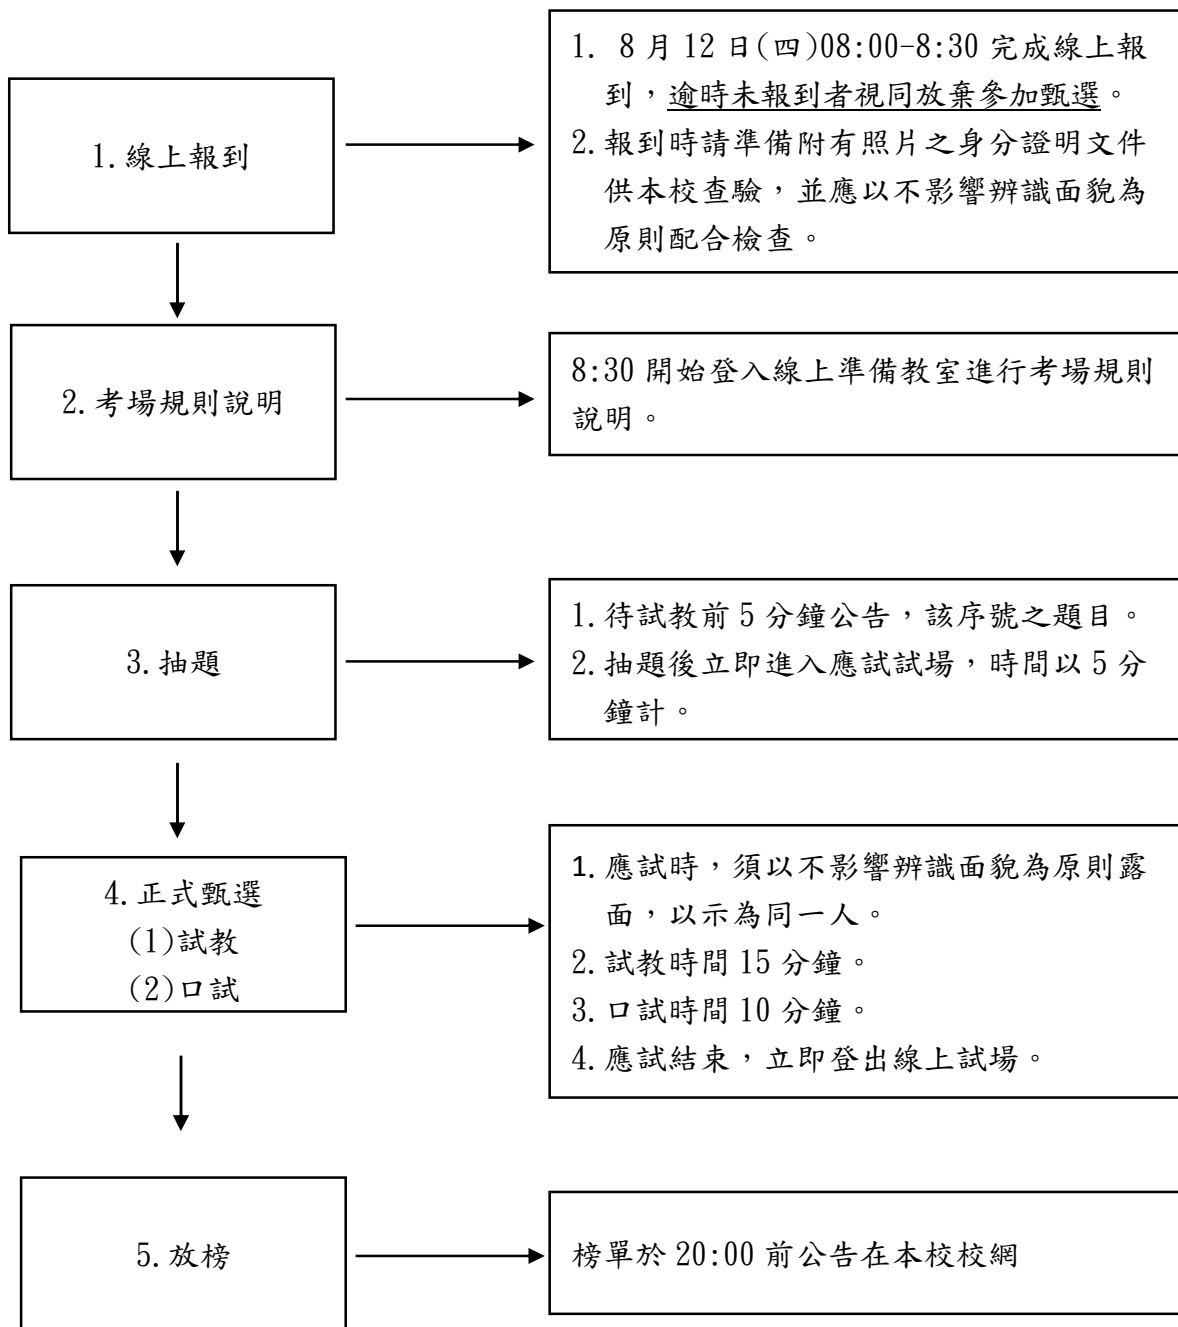 1.線上報到
1. 8月12日(四)08:00-8:30完成線上報
到，逾時未報到者視同放棄參加甄選。
2.報到時請準備附有照片之身分證明文件
供本校查驗，並應以不影響辨識面貌為
原則配合檢查。
2.考場規則說明
8:30開始登入線上準備教室進行考場規則
說明。
3.抽題
1.待試教前5分鐘公告，該序號之題目。
2.抽題後立即進入應試試場，時間以5分
鐘計。
4.正式甄選
(1)試教
(2)口試
1.應試時，須以不影響辨識面貌為原則露
面，以示為同一人。
2.試教時間15分鐘。
3.口試時間10分鐘。
4.應試結束，立即登出線上試場。
5.放榜
榜單於20:00前公告在本校校網